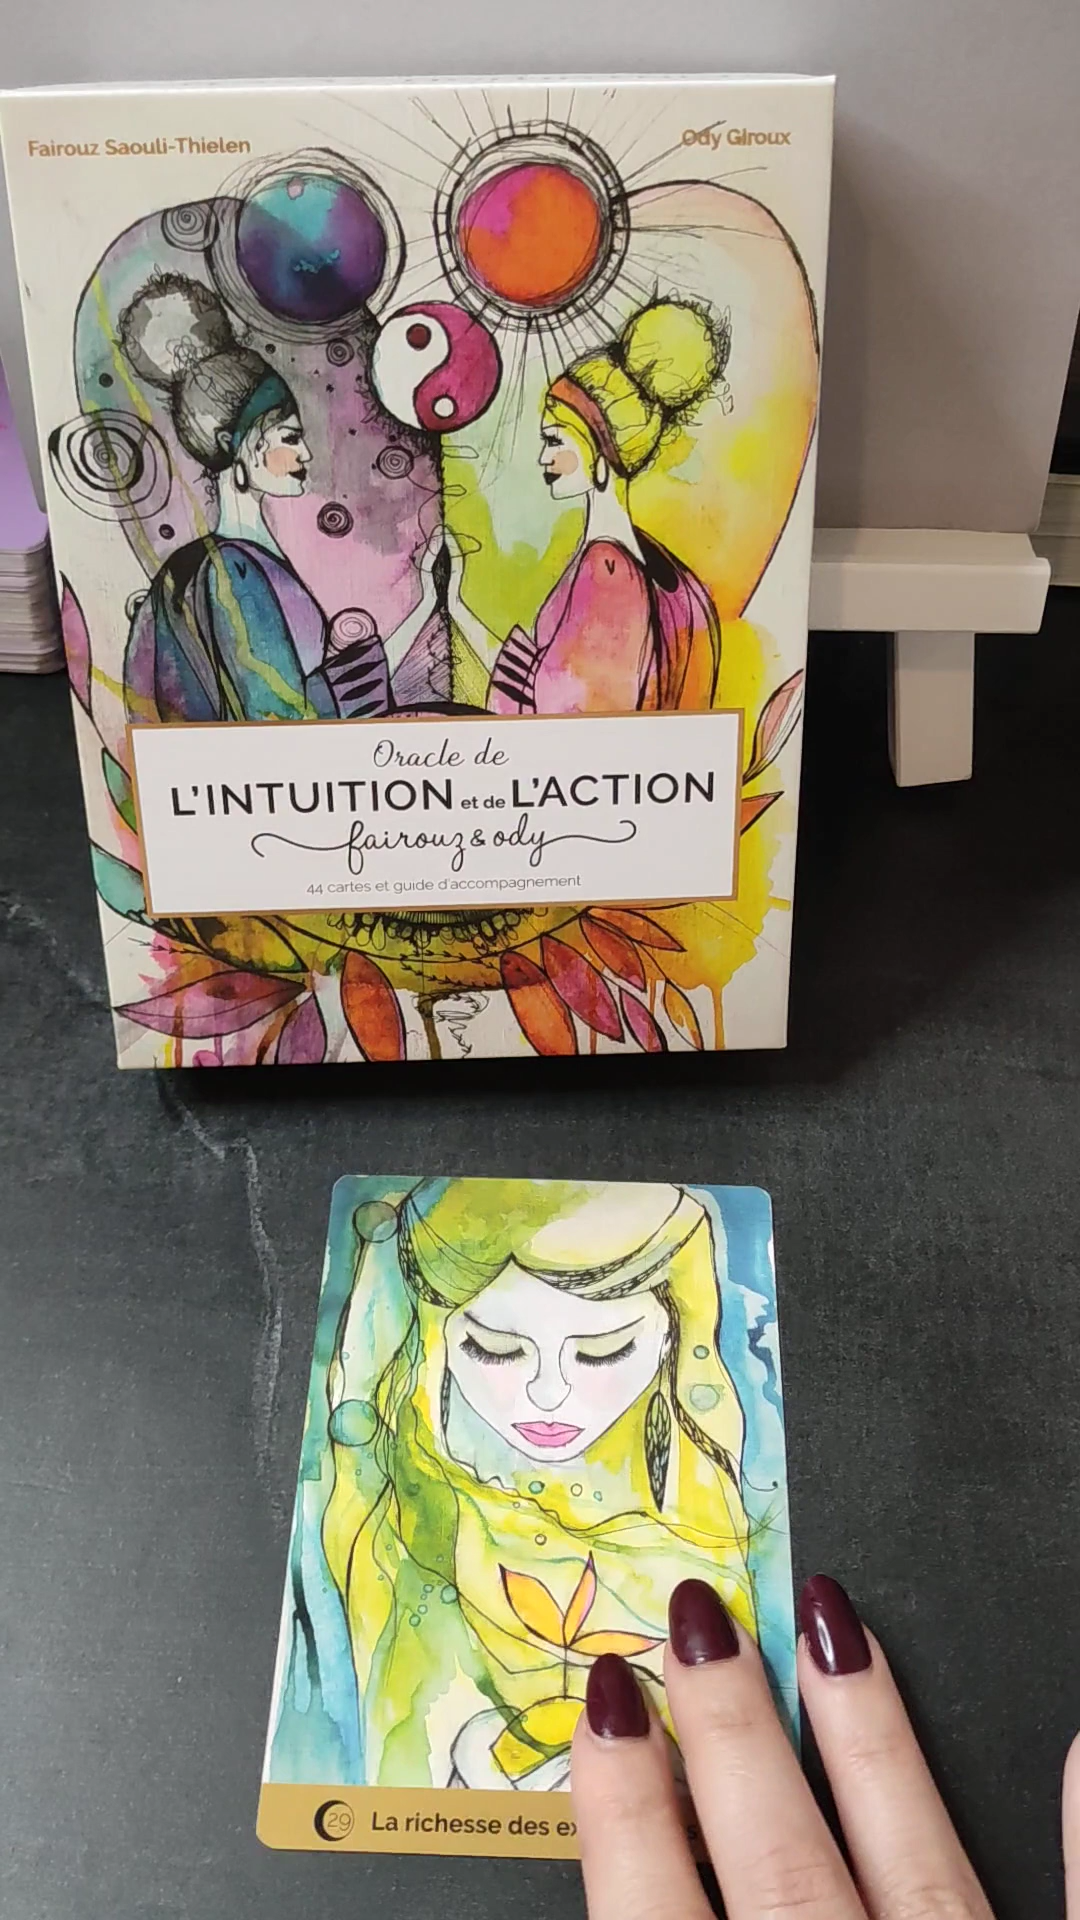 Fairouz Saouli-Thielen
Ody Giroux
Oracle de
L'INTUITION et de L'ACTION
fairouz & ody
44 cartes et guide d'accompagnement
29 La richesse des